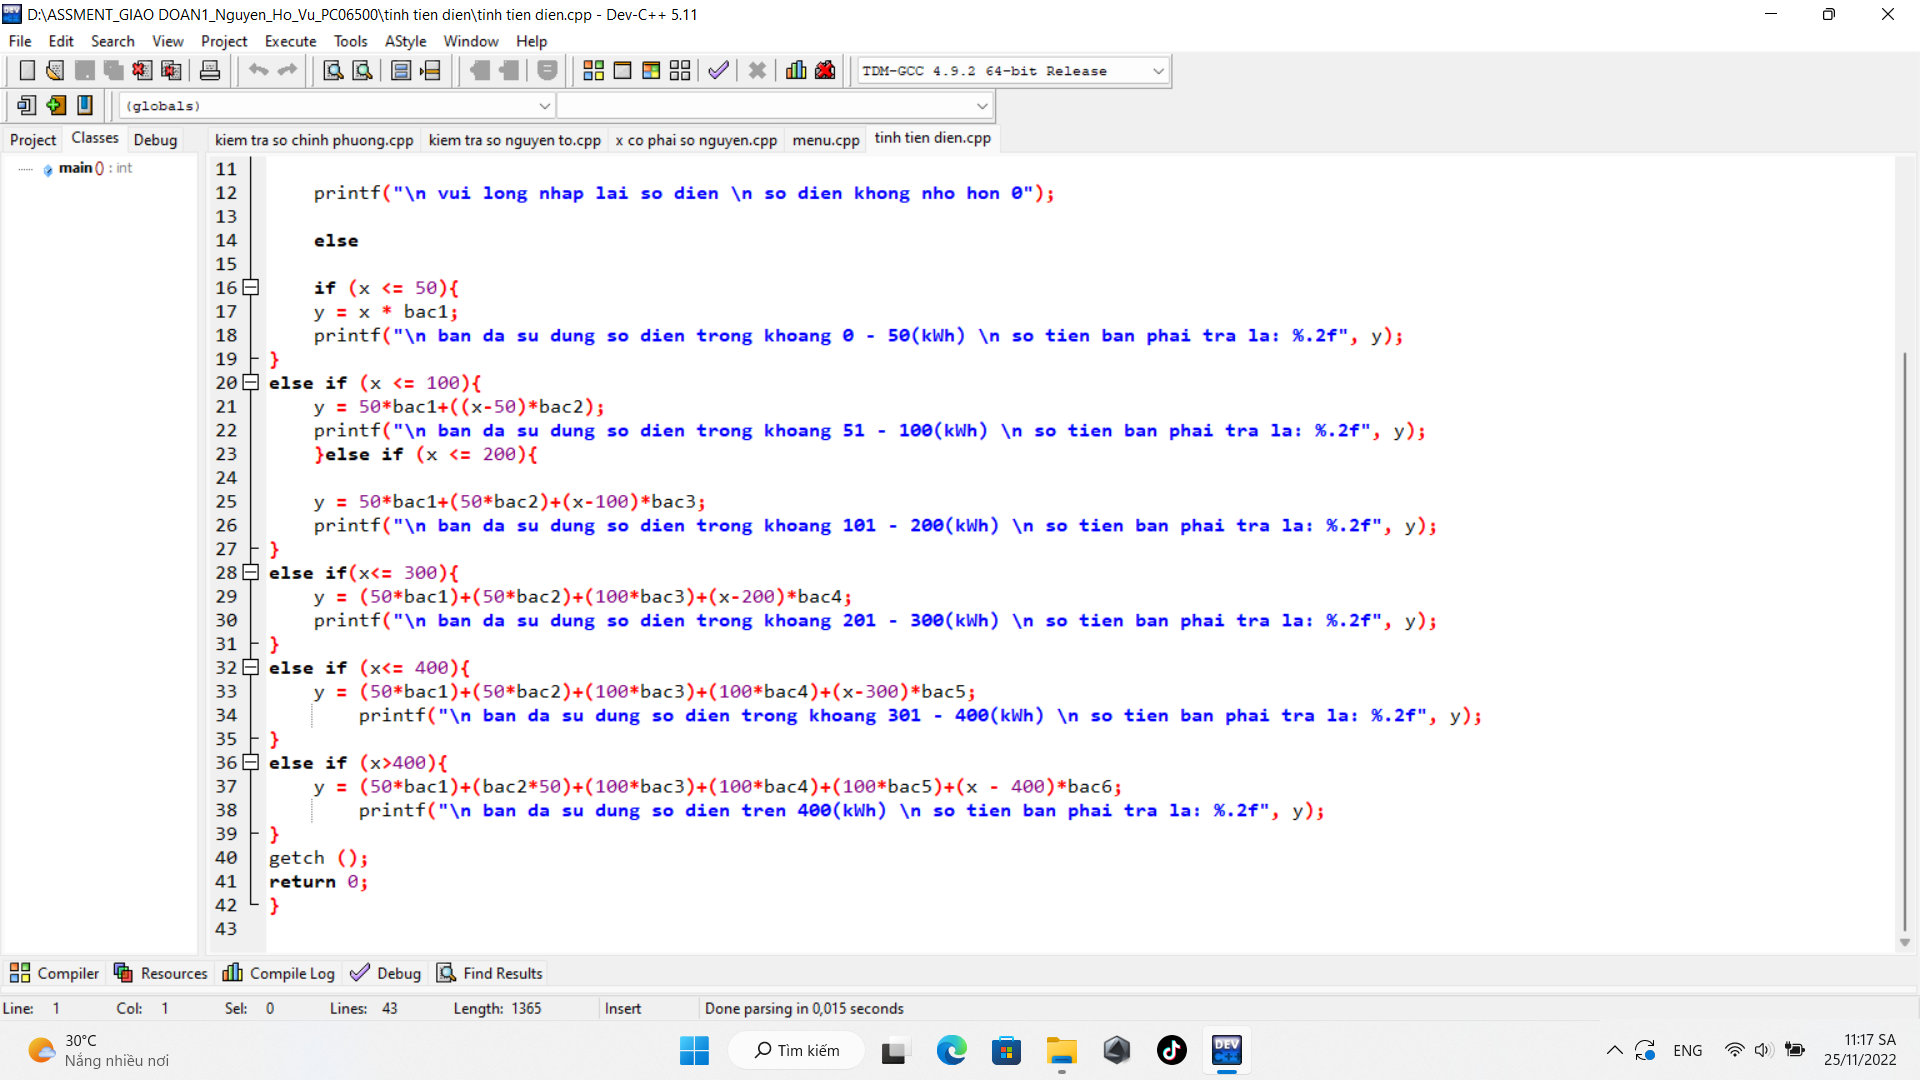 D:\ASSMENT_GIAO DOAN1_Nguyen_Ho_Vu_PC06500\tinh tien dien\tinh tien dien.cpp - Dev-C++ 5.11
File Edit Search View Project Execute Tools AStyle Window Help
TDM-GCC 4.9.2 64-bit Release
(globals)
Project Classes Debug kiem tra so chinh phuong.cpp kiem tra so nguyen to.cpp x co phai so nguyen.cpp menu.cpp tinh tien dien.cpp
main () : int
11
12 printf("\n vui long nhap lai so dien \n so dien khong nho hon 0");
13
14 else
15
16 if (x <= 50){
17 y = x * bac1;
18 printf("\n ban da su dung so dien trong khoang 0 - 50(kWh) \n so tien ban phai tra la: %.2f", y);
19 }
20 else if (x <= 100){
21 y = 50*bac1+((x-50)*bac2);
22 printf("\n ban da su dung so dien trong khoang 51 - 100(kWh) \n so tien ban phai tra la: %.2f", y);
23 }else if (x <= 200){
24
25 y = 50*bac1+(50*bac2)+(x-100)*bac3;
26 printf("\n ban da su dung so dien trong khoang 101 - 200(kWh) \n so tien ban phai tra la: %.2f", y);
27 }
28 else if(x<= 300){
29 y = (50*bac1)+(50*bac2)+(100*bac3)+(x-200)*bac4;
30 printf("\n ban da su dung so dien trong khoang 201 - 300(kWh) \n so tien ban phai tra la: %.2f", y);
31 }
32 else if (x<= 400){
33 y = (50*bac1)+(50*bac2)+(100*bac3)+(100*bac4)+(x-300)*bac5;
34 printf("\n ban da su dung so dien trong khoang 301 - 400(kWh) \n so tien ban phai tra la: %.2f", y);
35 }
36 else if (x>400){
37 y = (50*bac1)+(bac2*50)+(100*bac3)+(100*bac4)+(100*bac5)+(x - 400)*bac6;
38 printf("\n ban da su dung so dien tren 400(kWh) \n so tien ban phai tra la: %.2f", y);
39 }
40 getch ();
41 return 0;
42 }
43
Compiler Resources Compile Log Debug Find Results
Line: 1 Col: 1 Sel: 0 Lines: 43 Length: 1365 Insert Done parsing in 0,015 seconds
30°C
Nắng nhiều nơi
Tìm kiếm
DEV C++
ENG
11:17 SA
25/11/2022